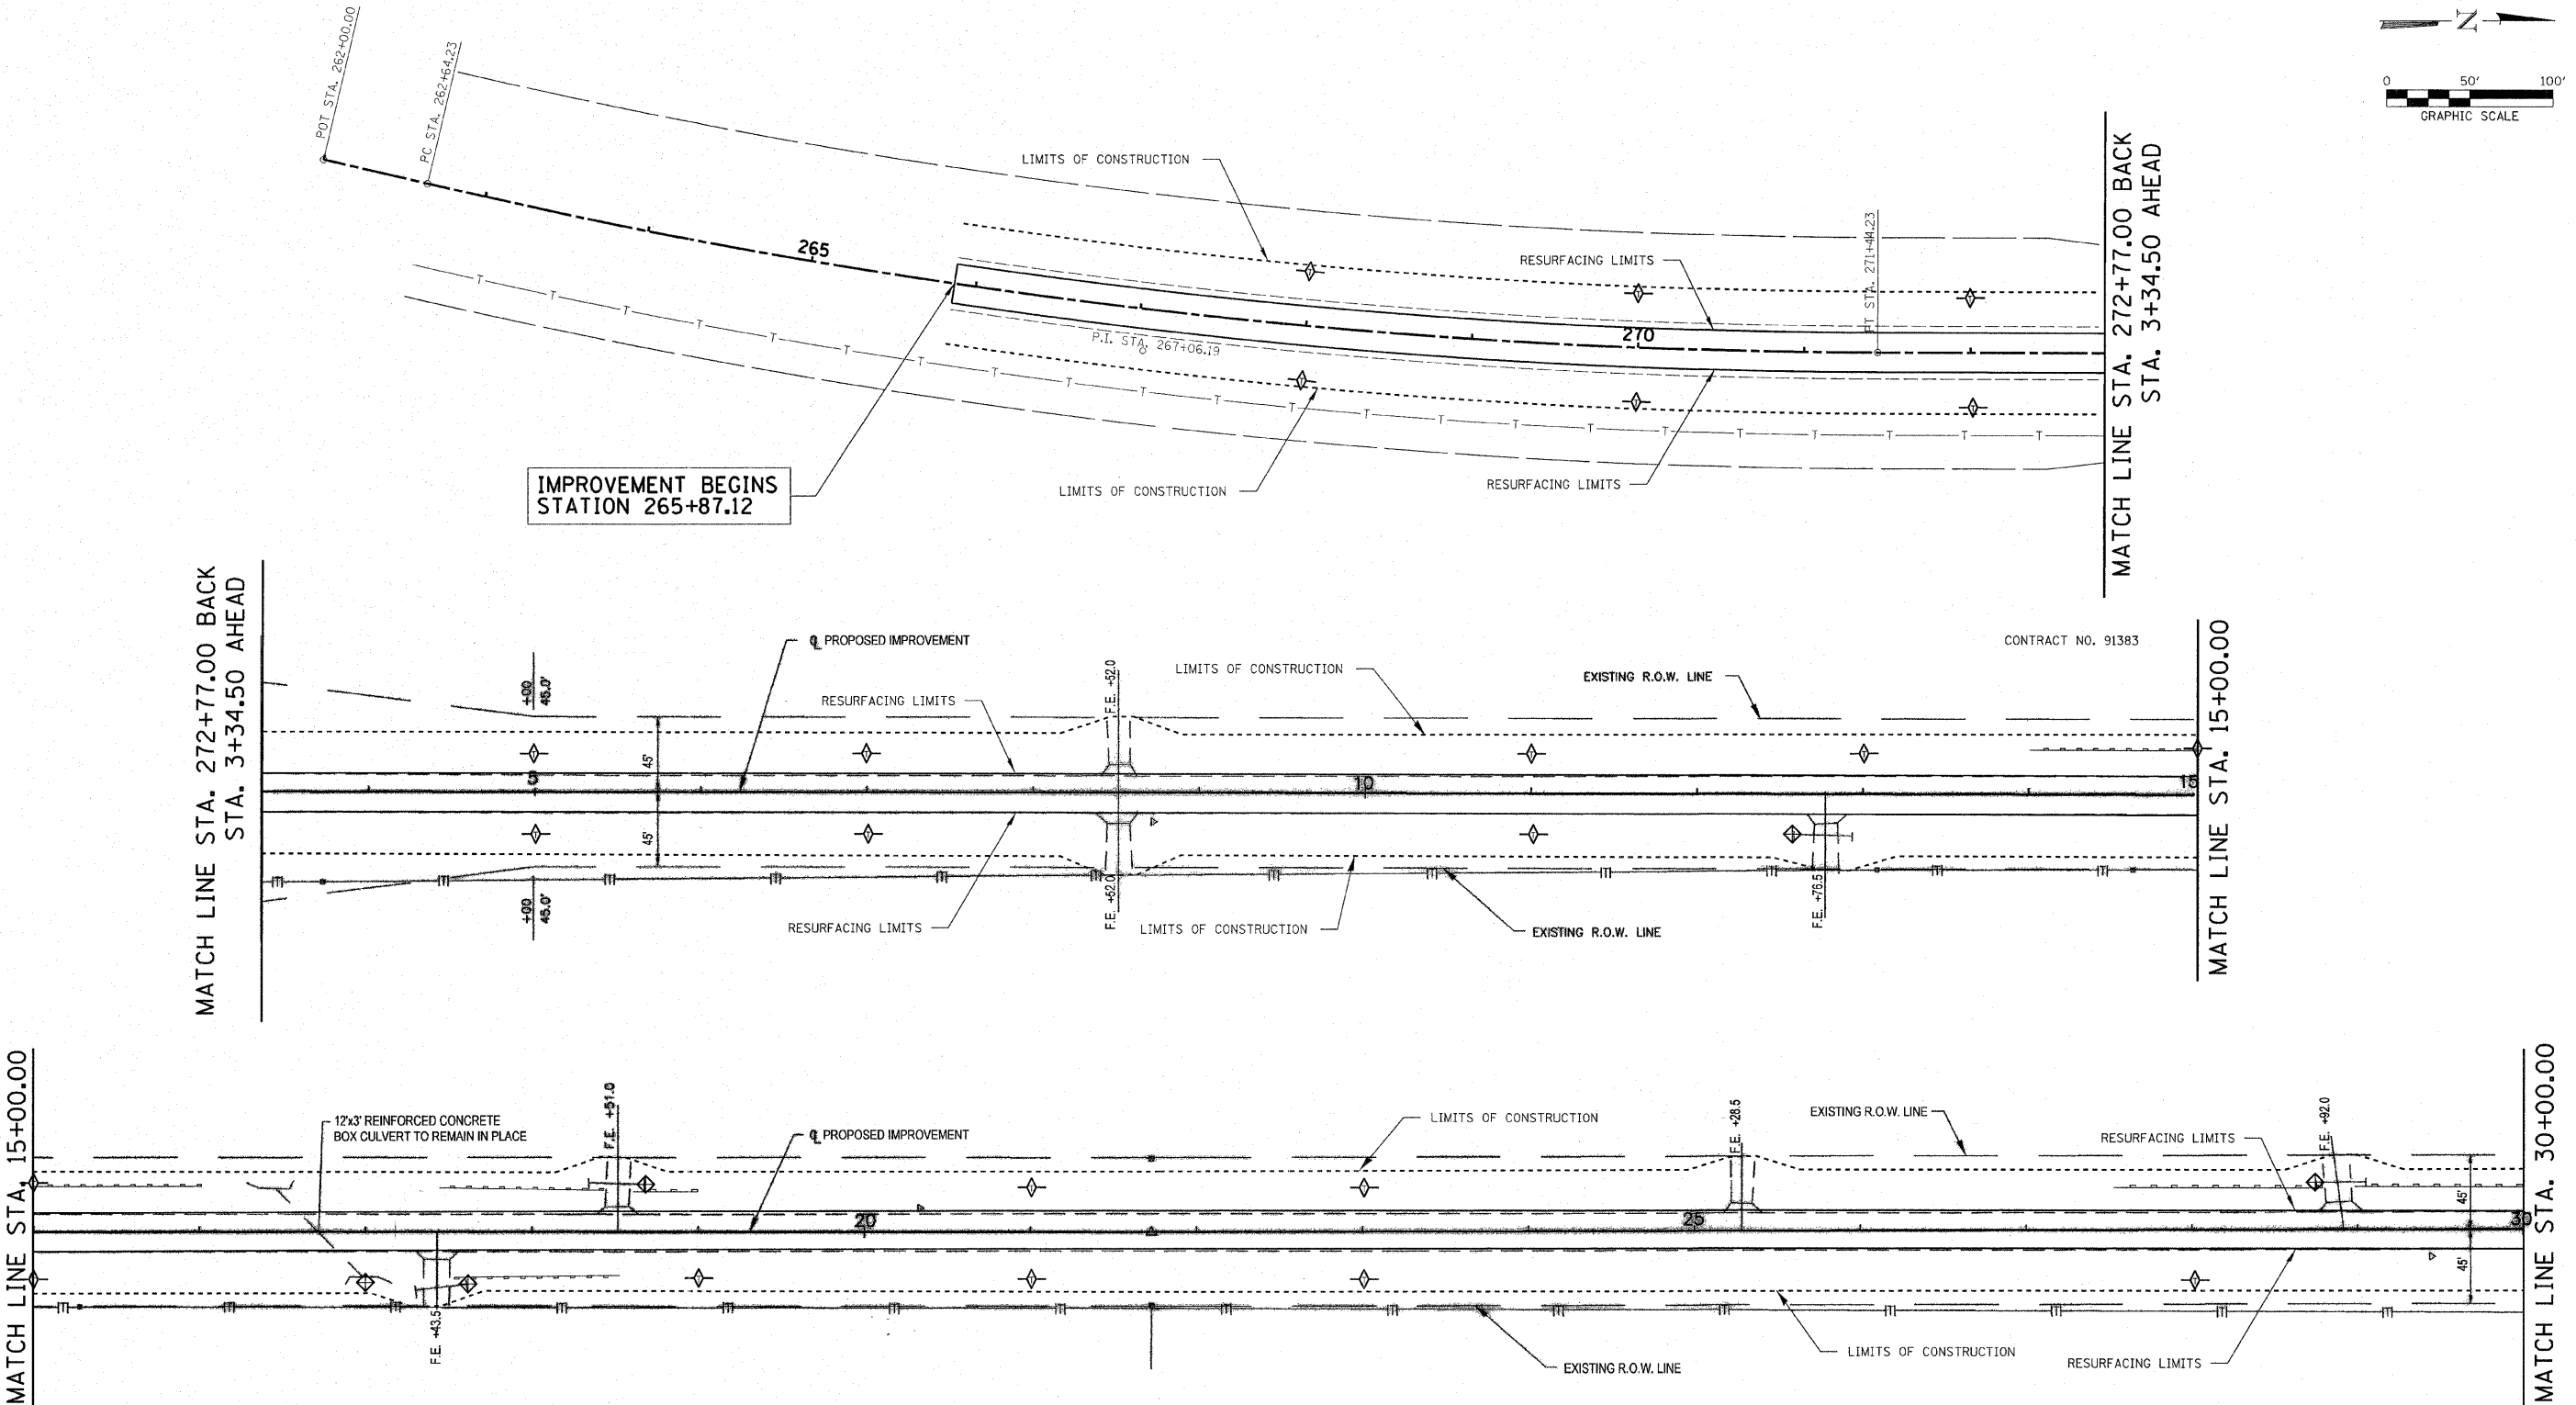 POT STA. 262+00.00
PC STA. 262+64.23
N
0 50' 100'
GRAPHIC SCALE
LIMITS OF CONSTRUCTION
265
RESURFACING LIMITS
PT STA. 271+44.23
P.I. STA. 267+06.19
270
IMPROVEMENT BEGINS
STATION 265+87.12
LIMITS OF CONSTRUCTION
RESURFACING LIMITS
T T T T T T T T T T T T T T T T T T T T T T
MATCH LINE STA. 272+77.00 BACK
STA. 3+34.50 AHEAD
MATCH LINE STA. 272+77.00 BACK
STA. 3+34.50 AHEAD
+00
45.0'
℄ PROPOSED IMPROVEMENT
RESURFACING LIMITS
F.E. +52.0
LIMITS OF CONSTRUCTION
EXISTING R.O.W. LINE
CONTRACT NO. 91383
45'
5
10
15
45'
+00
45.0'
RESURFACING LIMITS
F.E. +52.0
LIMITS OF CONSTRUCTION
EXISTING R.O.W. LINE
F.E. +76.5
MATCH LINE STA. 15+00.00
MATCH LINE STA. 15+00.00
12'x3' REINFORCED CONCRETE
BOX CULVERT TO REMAIN IN PLACE
F.E. +51.0
℄ PROPOSED IMPROVEMENT
LIMITS OF CONSTRUCTION
F.E. +28.5
EXISTING R.O.W. LINE
RESURFACING LIMITS
F.E. +92.0
45'
20
25
30
45'
F.E. +43.5
EXISTING R.O.W. LINE
LIMITS OF CONSTRUCTION
RESURFACING LIMITS
MATCH LINE STA. 30+00.00